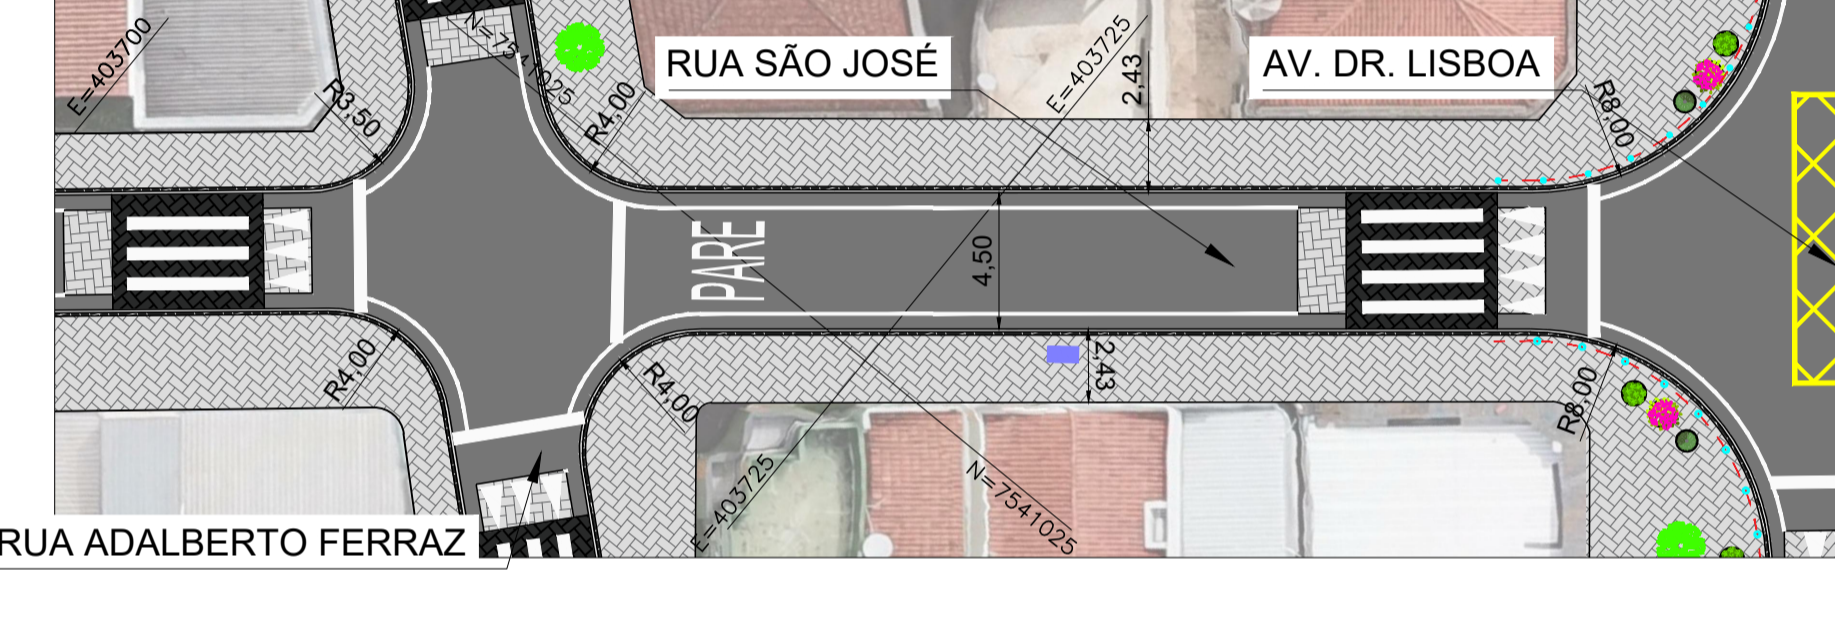 E=403700
N=7541025
R3,50
R4,00
RUA SÃO JOSÉ
E=403725
2,43
AV. DR. LISBOA
R8,00
PARE
4,50
R4,00
R4,00
2,43
R8,00
E=403725
N=7541025
RUA ADALBERTO FERRAZ